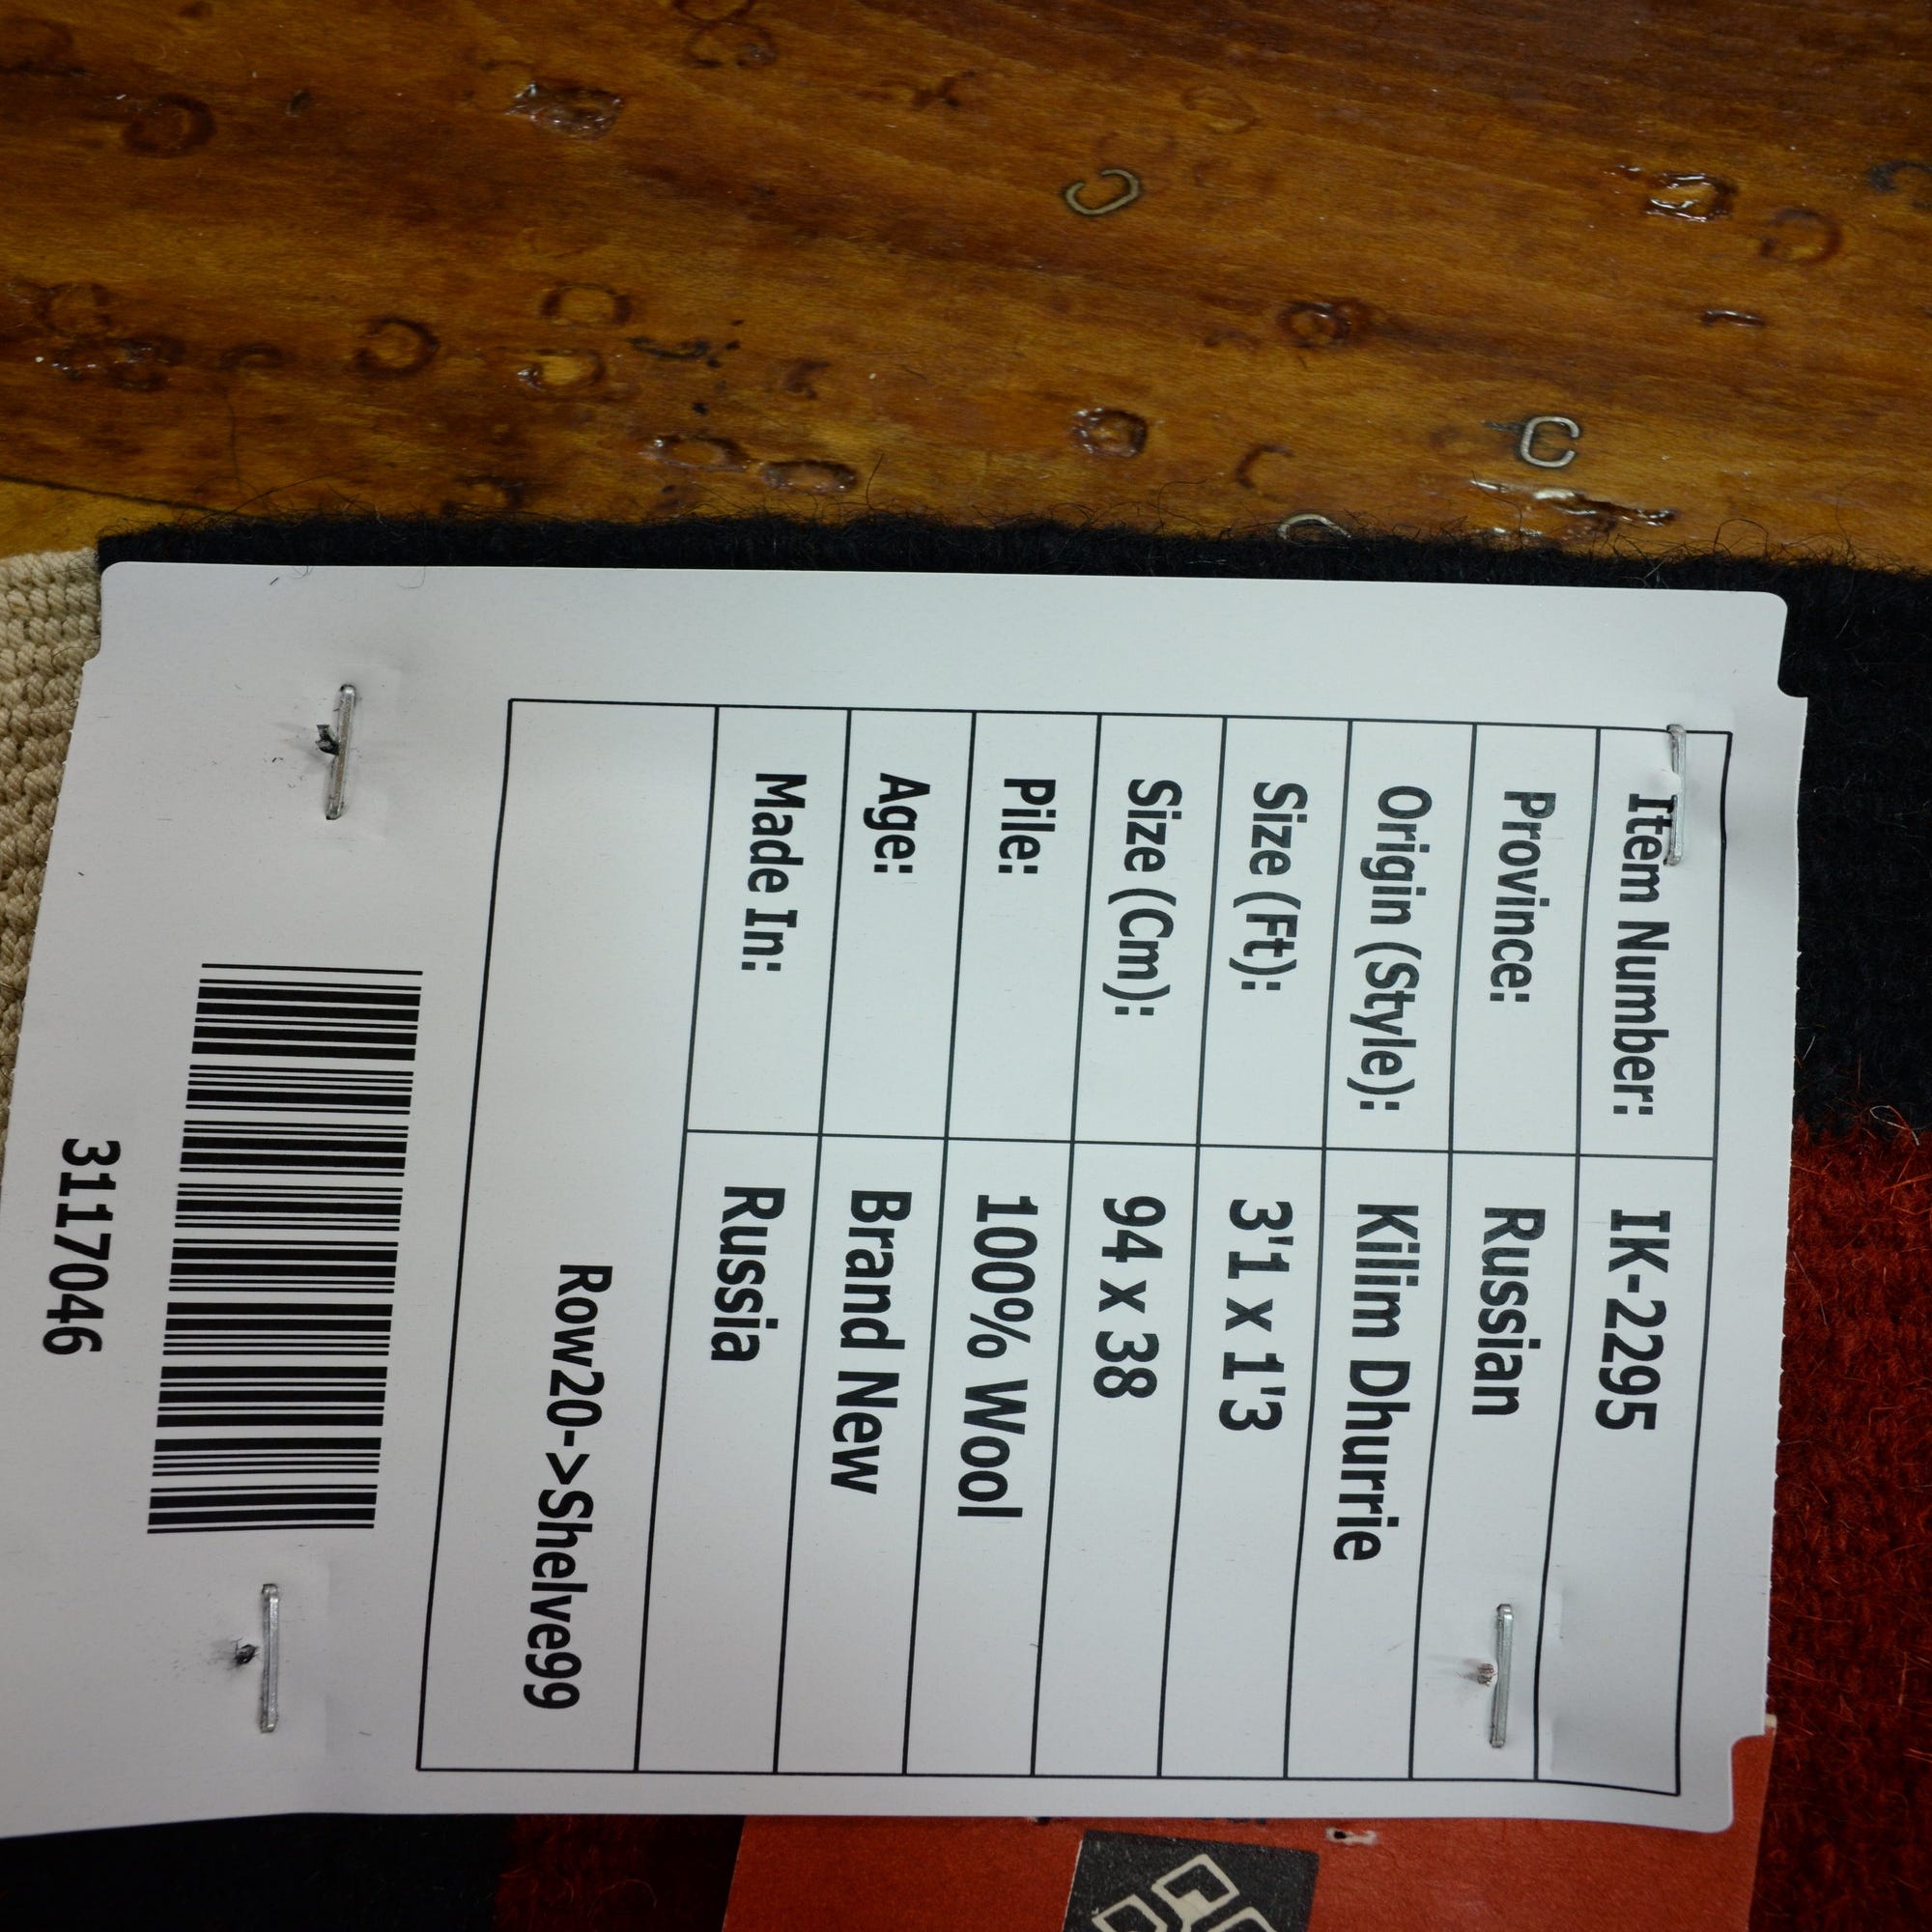 Item Number: IK-2295
Province: Russian
Origin (Style): Kilim Dhurrie
Size (Ft): 3'1 x 1'3
Size (Cm): 94 x 38
Pile: 100% Wool
Age: Brand New
Made In: Russia
Row20->Shelve99
3117046